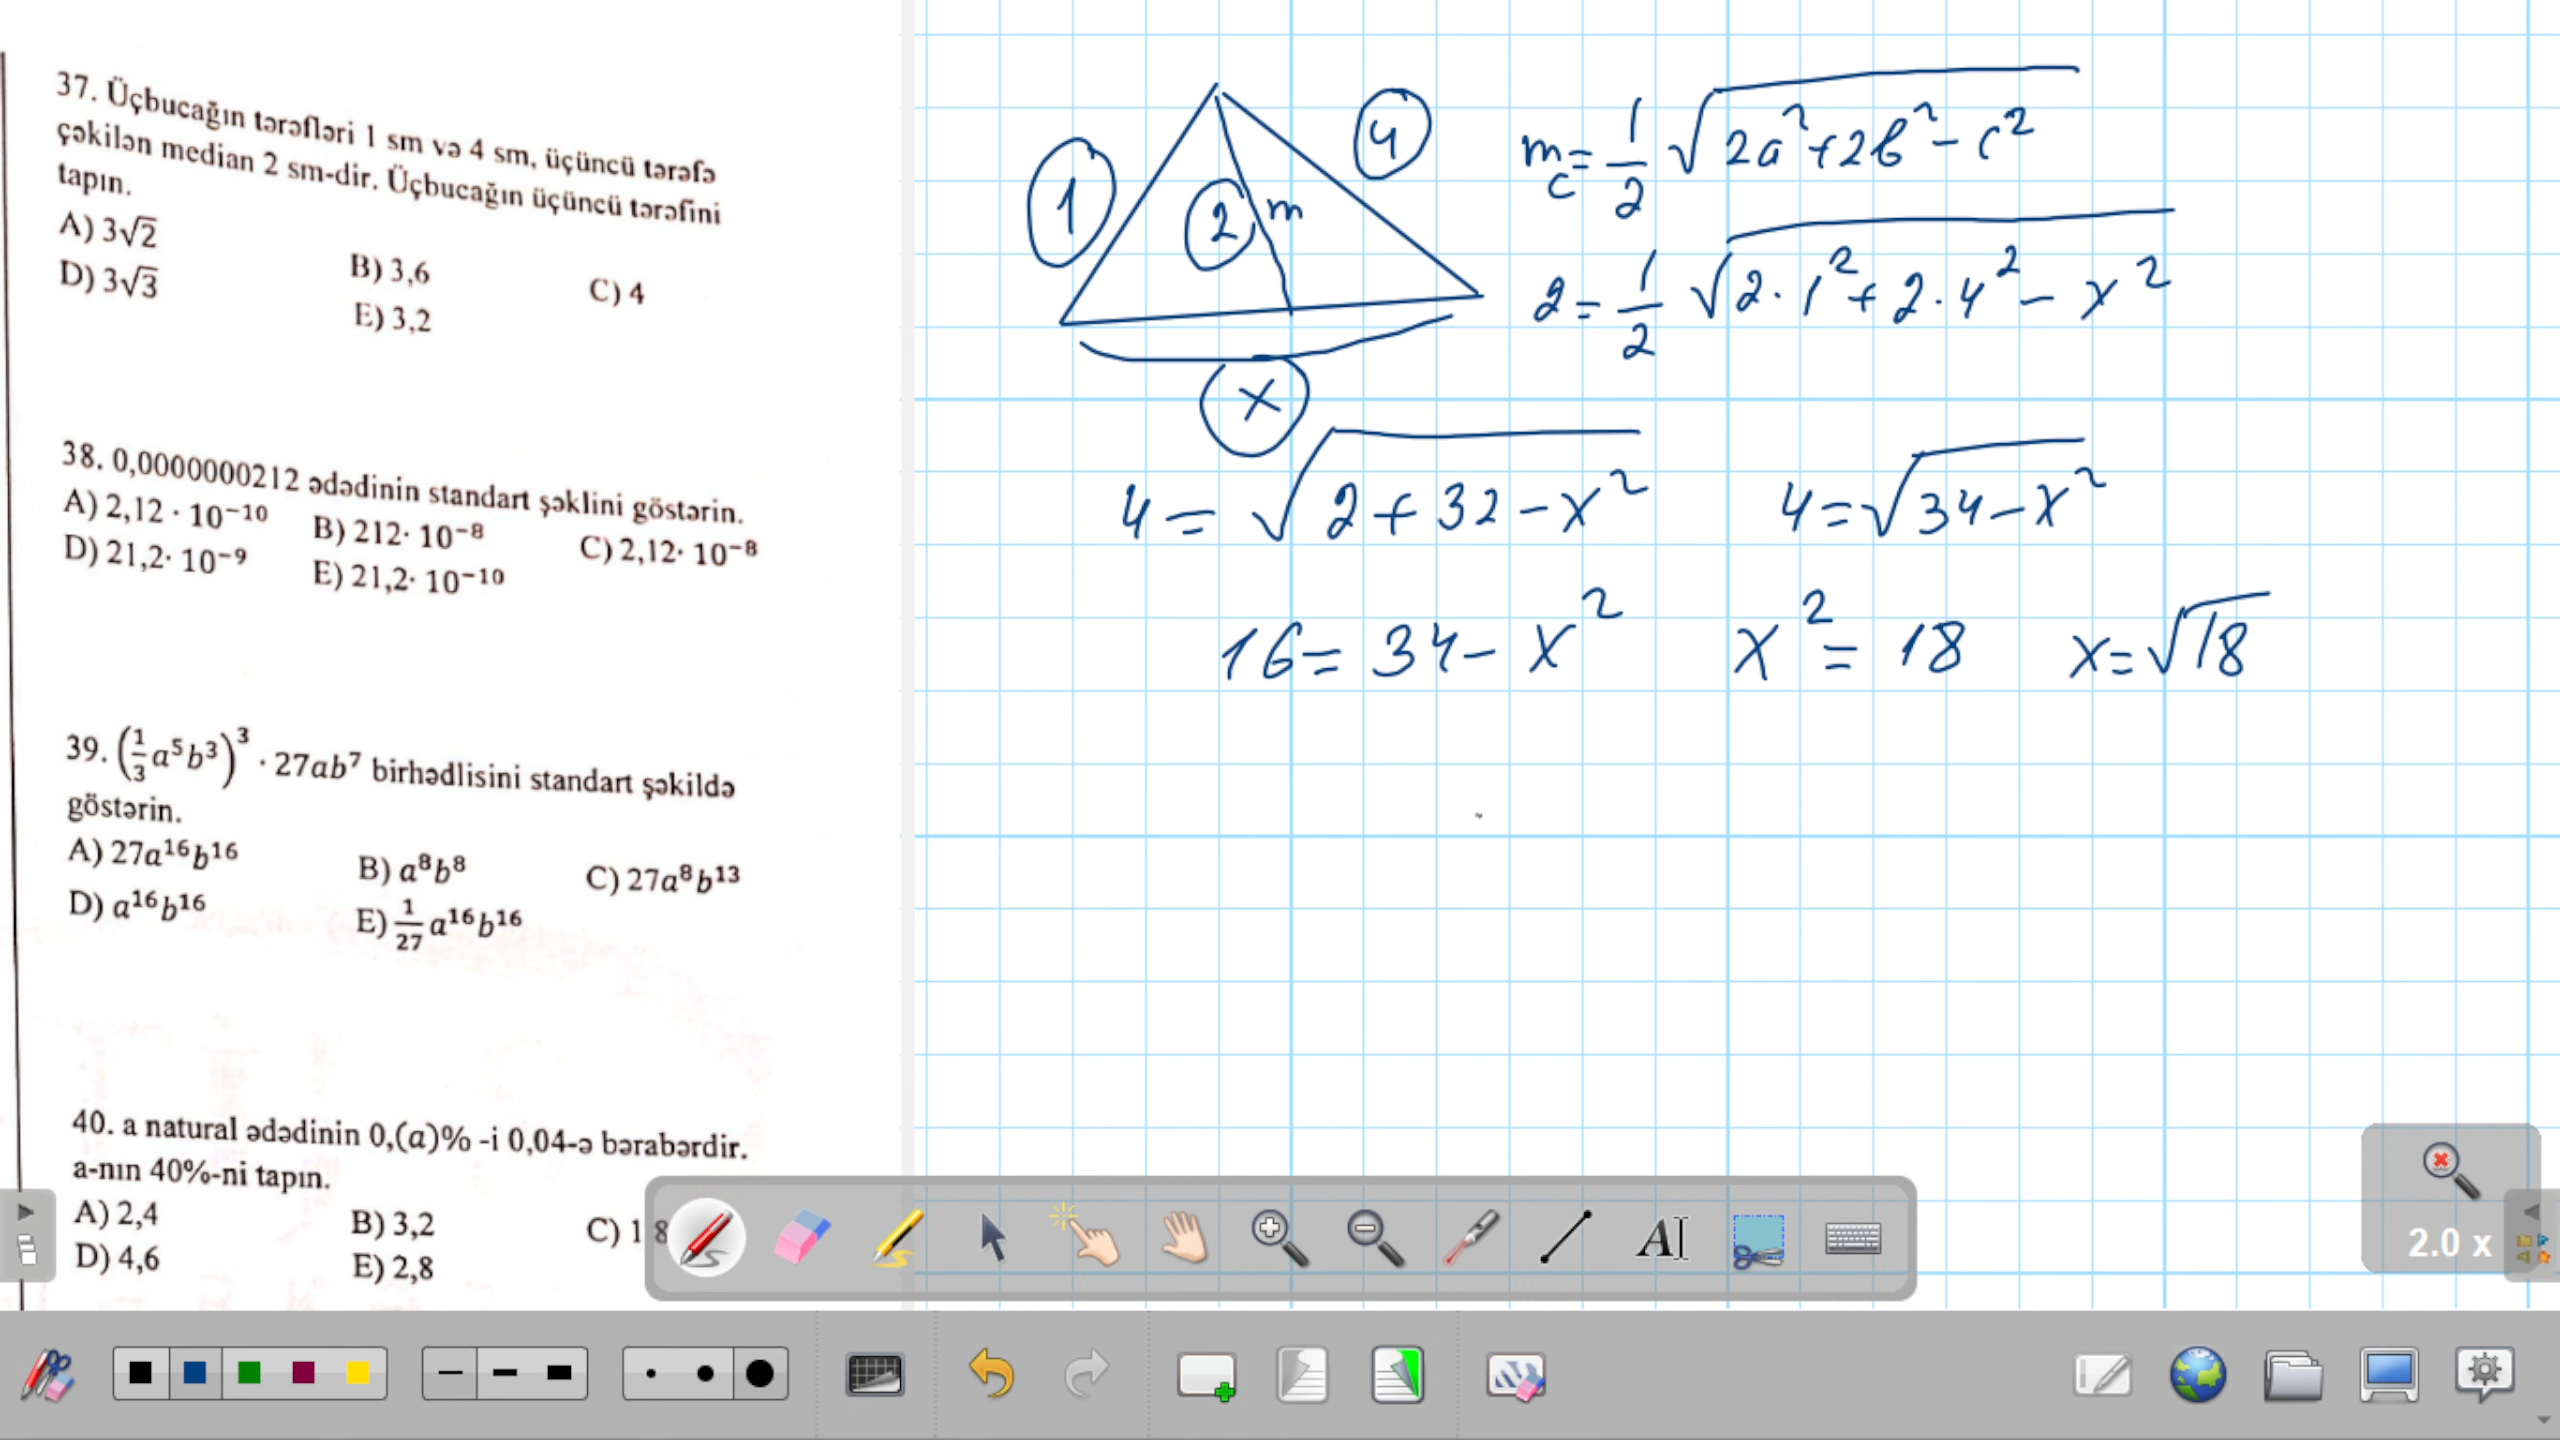 37. Üçbucağın tərəfləri 1 sm və 4 sm, üçüncü tərəfə
çəkilən median 2 sm-dir. Üçbucağın üçüncü tərəfini
tapın.
A) 3√2 B) 3,6 C) 4
D) 3√3 E) 3,2
38. 0,0000000212 ədədinin standart şəklini göstərin.
A) 2,12 · 10⁻¹⁰ B) 212· 10⁻⁸ C) 2,12· 10⁻⁸
D) 21,2· 10⁻⁹ E) 21,2· 10⁻¹⁰
39. (1/3 a⁵b³)³ · 27ab⁷ birhədlisini standart şəkildə
göstərin.
A) 27a¹⁶b¹⁶ B) a⁸b⁸ C) 27a⁸b¹³
D) a¹⁶b¹⁶ E) 1/27 a¹⁶b¹⁶
40. a natural ədədinin 0,(a)% -i 0,04-ə bərabərdir.
a-nın 40%-ni tapın.
A) 2,4 B) 3,2 C) 1 8
D) 4,6 E) 2,8
1 2 m 4
x
m_c = 1/2 √(2a²+2b²-c²)
2 = 1/2 √(2·1²+2·4²-x²)
4 = √(2+32-x²) 4=√(34-x²)
16=34-x² x²=18 x=√18
AI
2.0 x